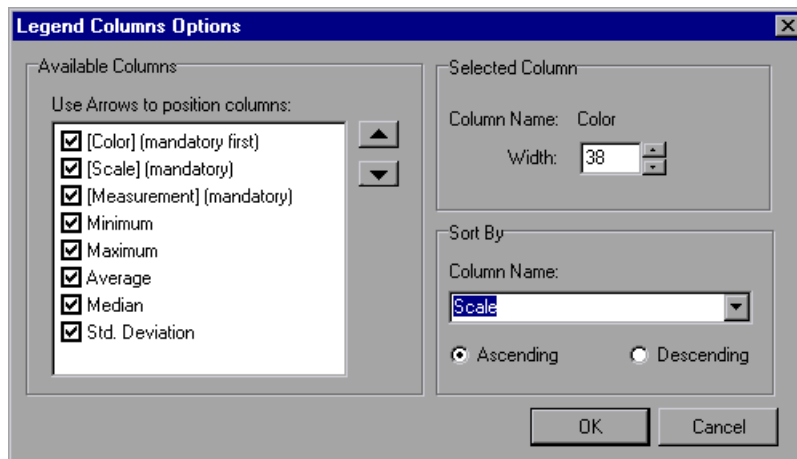 Legend Columns Options
Available Columns
Use Arrows to position columns:
[Color] (mandatory first)
[Scale] (mandatory)
[Measurement] (mandatory)
Minimum
Maximum
Average
Median
Std. Deviation
Selected Column
Column Name: Color
Width: 38
Sort By
Column Name:
Scale
Ascending Descending
OK Cancel